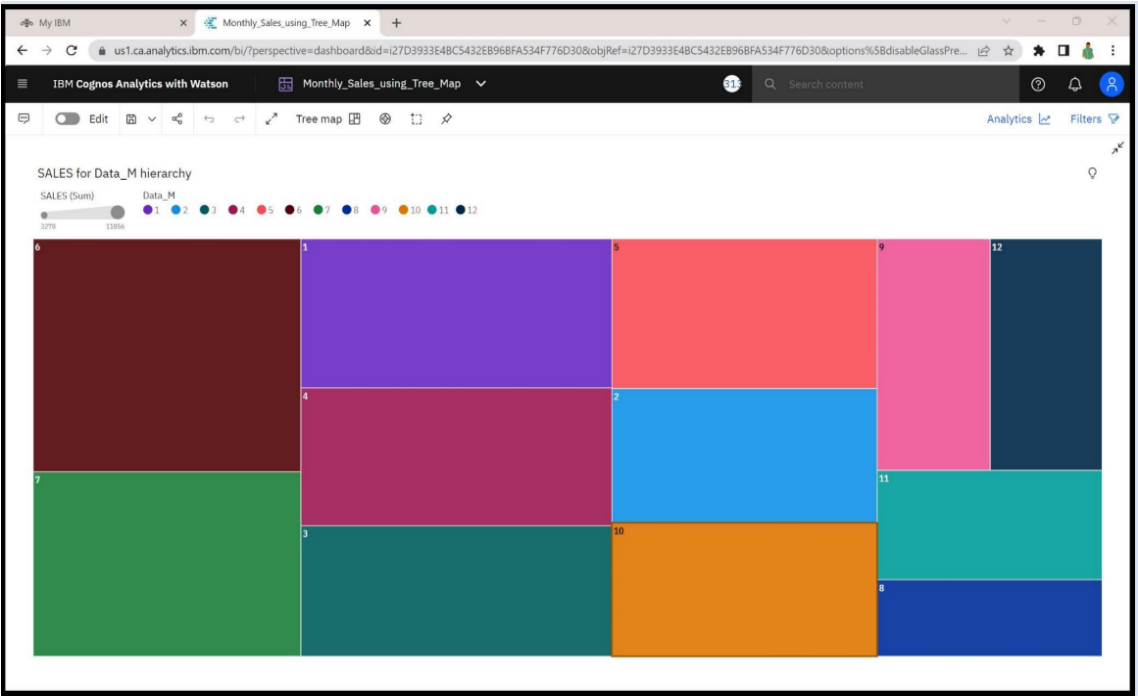 My IBM
Monthly_Sales_using_Tree_Map
us1.ca.analytics.ibm.com/bi/?perspective=dashboard&id=i27D3933E4BC5432EB96BFA534F776D30&objRef=i27D3933E4BC5432EB96BFA534F776D30&options%5BdisableGlassPre...
IBM Cognos Analytics with Watson Monthly_Sales_using_Tree_Map 313 Search content
Edit Tree map Analytics Filters
SALES for Data_M hierarchy
SALES (Sum) Data_M
1 2 3 4 5 6 7 8 9 10 11 12
3270 11856
6 1 5 9 12
4 2
7 11
3 10
8